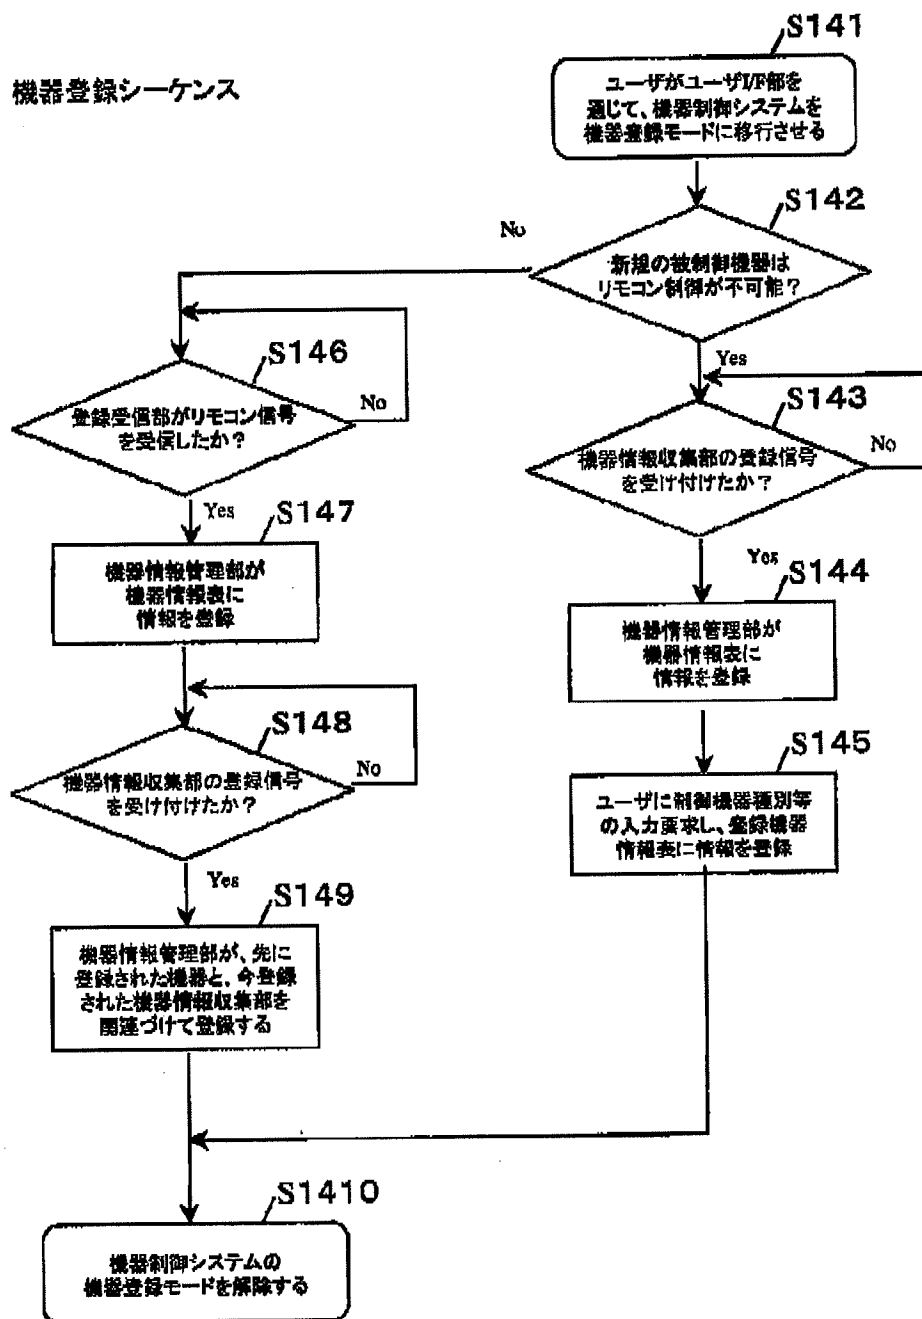 機器登録シーケンス
S141
ユーザがユーザI/F部を
通じて、機器制御システムを
機器登録モードに移行させる
S142
No
新規の被制御機器は
リモコン制御が不可能?
Yes
S143
機器情報収集部の登録信号
を受け付けたか?
No
Yes
S144
機器情報管理部が
機器情報表に
情報を登録
S145
ユーザに制御機器種別等
の入力要求し、登録機器
情報表に情報を登録
S146
登録受信部がリモコン信号
を受信したか?
No
Yes
S147
機器情報管理部が
機器情報表に
情報を登録
S148
機器情報収集部の登録信号
を受け付けたか?
No
Yes
S149
機器情報管理部が、先に
登録された機器と、今登録
された機器情報収集部を
関連づけて登録する
S1410
機器制御システムの
機器登録モードを解除する